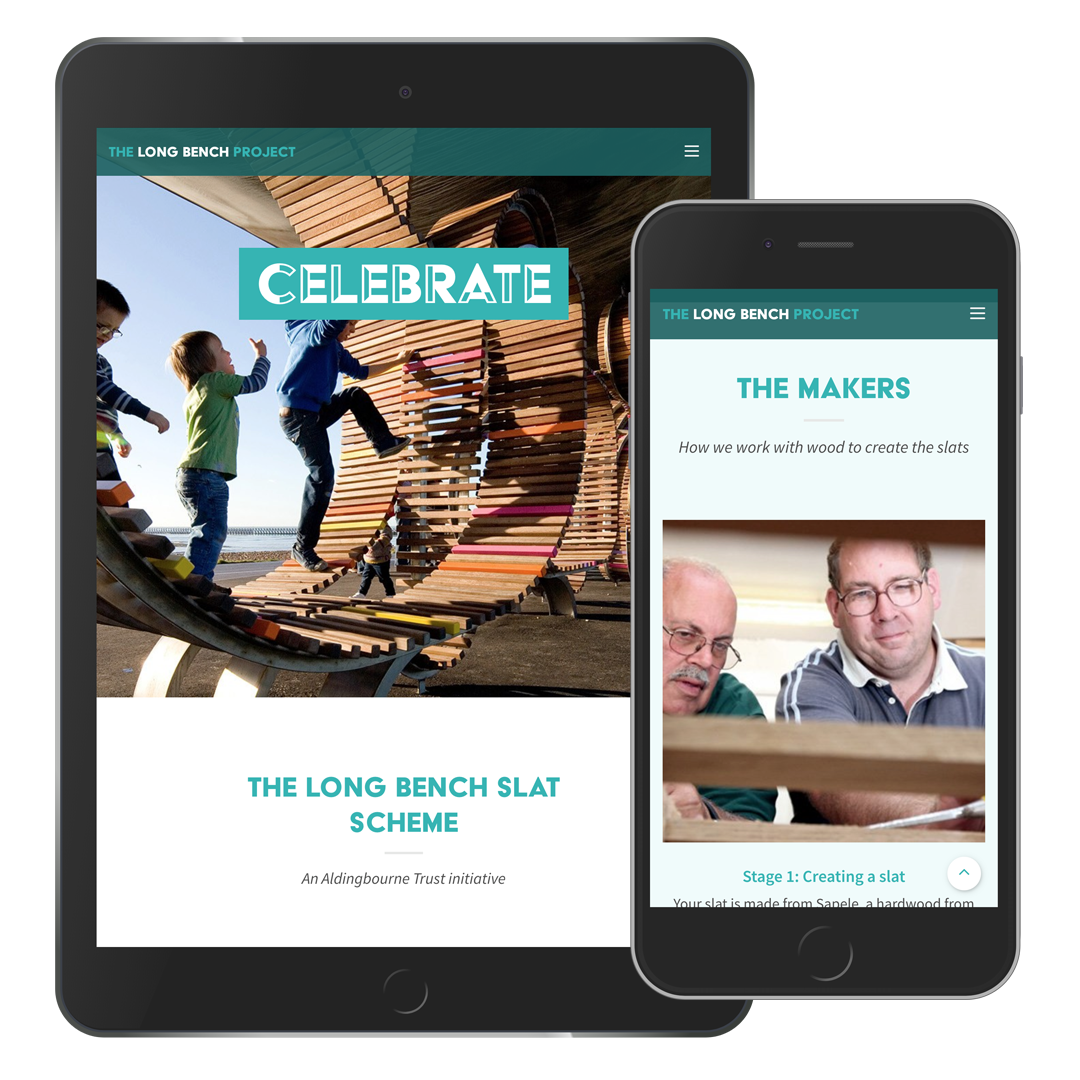 THE LONG BENCH PROJECT
CELEBRATE
THE LONG BENCH SLAT
SCHEME
An Aldingbourne Trust initiative
THE LONG BENCH PROJECT
THE MAKERS
How we work with wood to create the slats
Stage 1: Creating a slat
Your slat is made from Sapele, a hardwood from